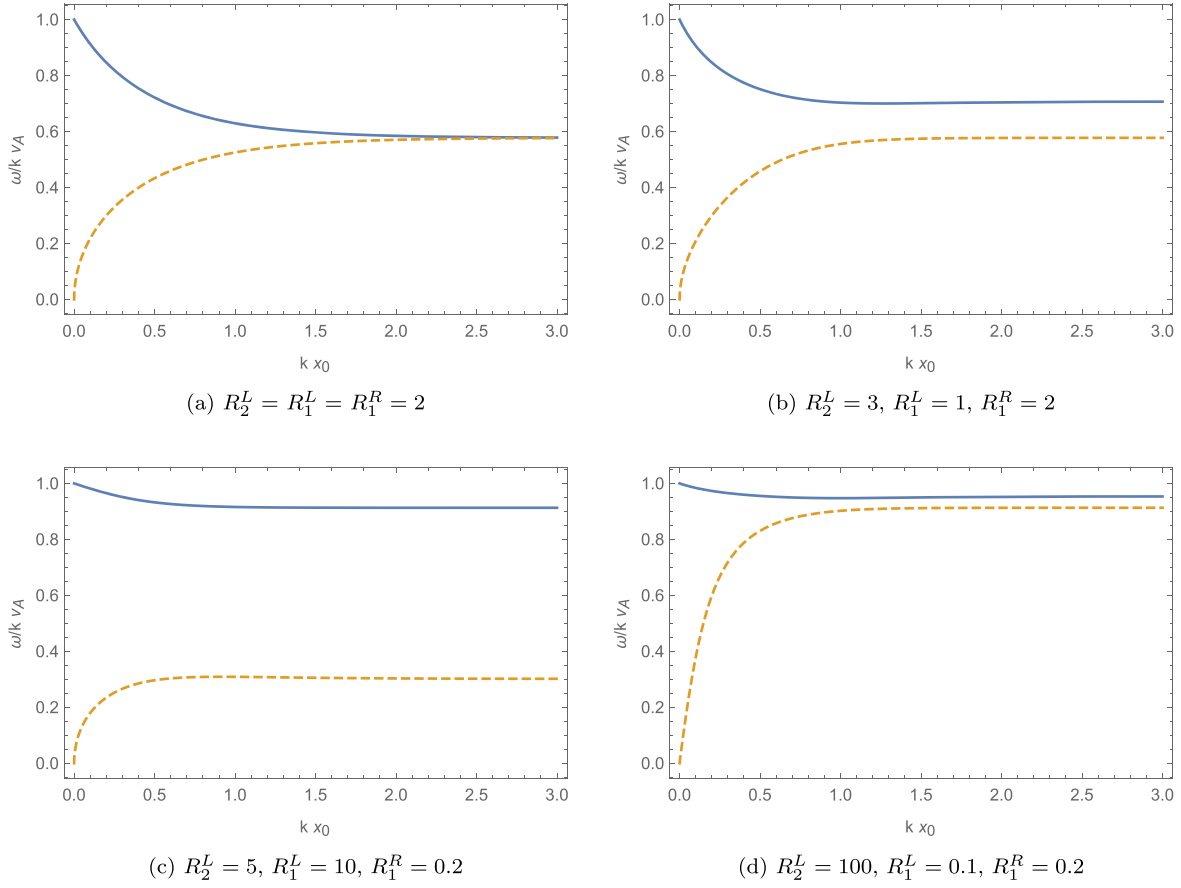 1.0
0.8
0.6
0.4
0.2
0.0
ω/k v_A
0.0 0.5 1.0 1.5 2.0 2.5 3.0
k x_0
(a) R_2^L = R_1^L = R_1^R = 2
1.0
0.8
0.6
0.4
0.2
0.0
ω/k v_A
0.0 0.5 1.0 1.5 2.0 2.5 3.0
k x_0
(b) R_2^L = 3, R_1^L = 1, R_1^R = 2
1.0
0.8
0.6
0.4
0.2
0.0
ω/k v_A
0.0 0.5 1.0 1.5 2.0 2.5 3.0
k x_0
(c) R_2^L = 5, R_1^L = 10, R_1^R = 0.2
1.0
0.8
0.6
0.4
0.2
0.0
ω/k v_A
0.0 0.5 1.0 1.5 2.0 2.5 3.0
k x_0
(d) R_2^L = 100, R_1^L = 0.1, R_1^R = 0.2